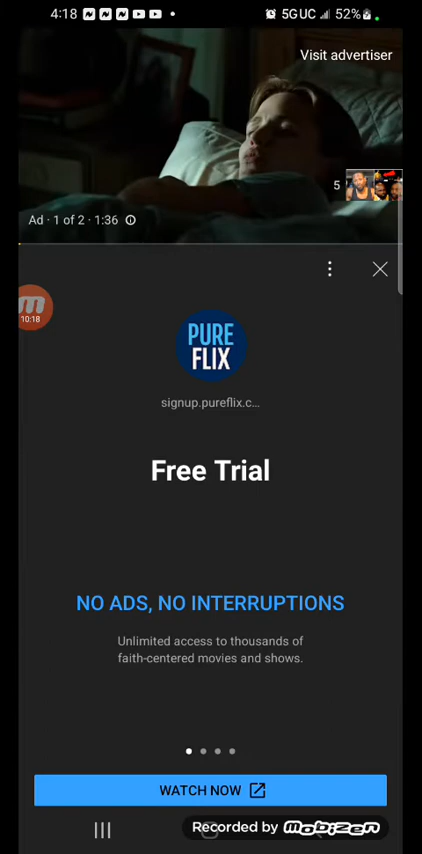 4:18
5GUC
52%
Visit advertiser
5
Ad · 1 of 2 · 1:36
m
10:18
PURE
FLIX
signup.pureflix.c...
Free Trial
NO ADS, NO INTERRUPTIONS
Unlimited access to thousands of
faith-centered movies and shows.
WATCH NOW
Recorded by mobizen